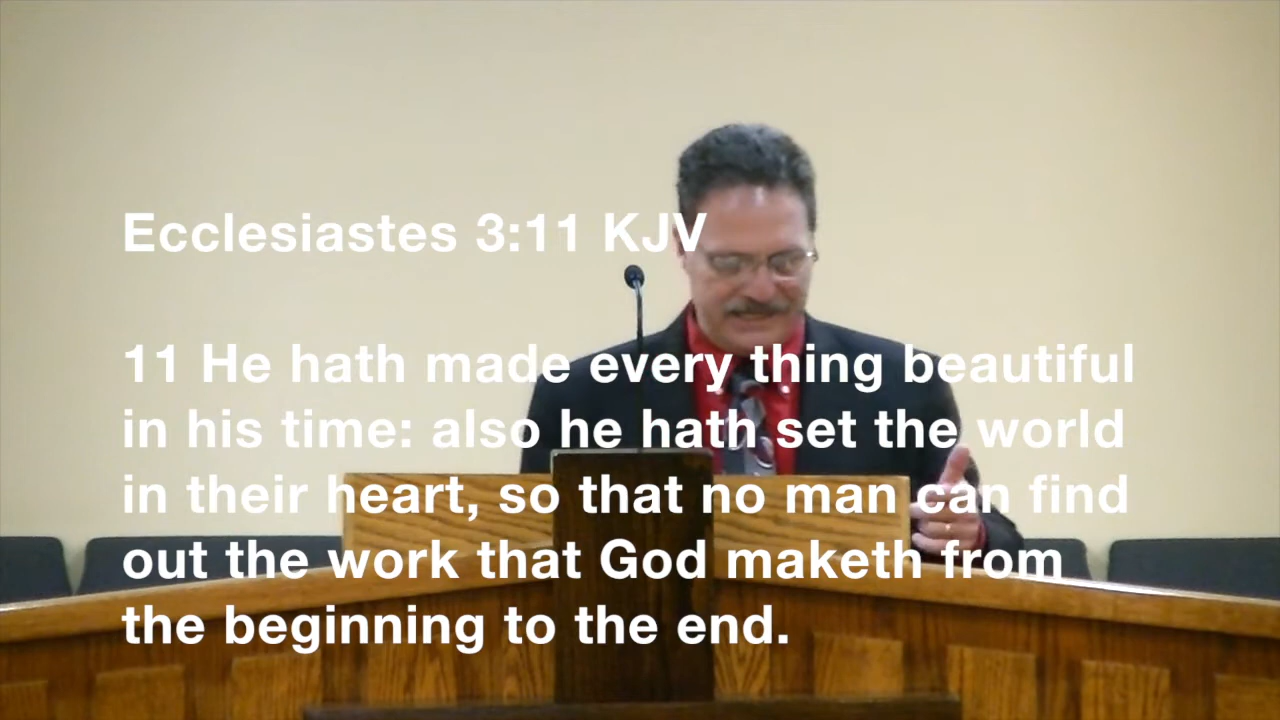 Ecclesiastes 3:11 KJV
11 He hath made every thing beautiful
in his time: also he hath set the world
in their heart, so that no man can find
out the work that God maketh from
the beginning to the end.